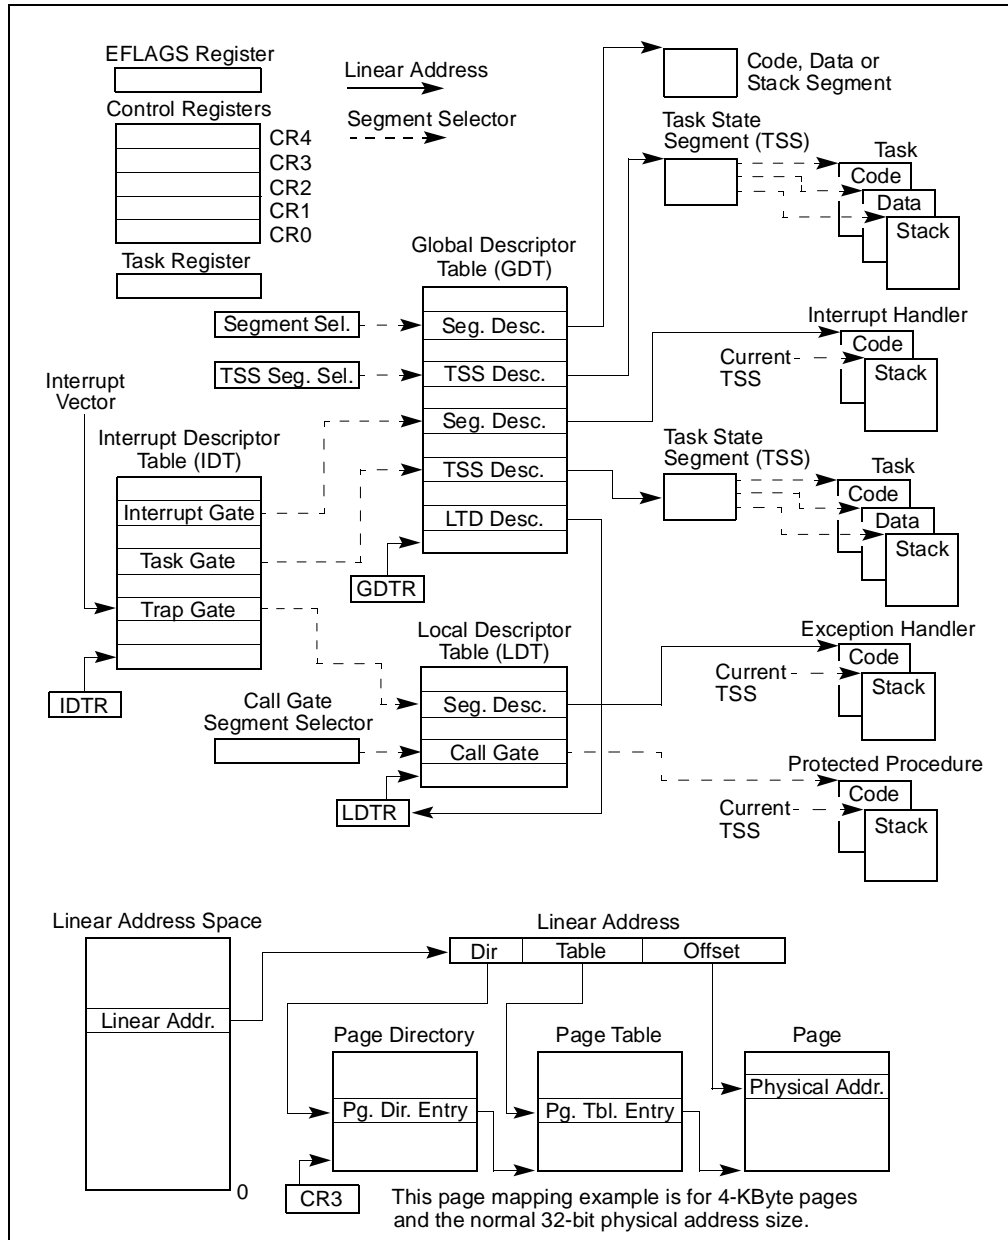 EFLAGS Register
Control Registers
CR4
CR3
CR2
CR1
CR0
Task Register
Linear Address
Segment Selector
Code, Data or
Stack Segment
Task State
Segment (TSS)
Task
Code
Data
Stack
Global Descriptor
Table (GDT)
Segment Sel.
Seg. Desc.
TSS Seg. Sel.
TSS Desc.
Seg. Desc.
TSS Desc.
LTD Desc.
GDTR
Interrupt Handler
Code
Current
TSS
Stack
Interrupt
Vector
Interrupt Descriptor
Table (IDT)
Interrupt Gate
Task Gate
Trap Gate
IDTR
Task State
Segment (TSS)
Task
Code
Data
Stack
Local Descriptor
Table (LDT)
Seg. Desc.
Call Gate
Call Gate
Segment Selector
LDTR
Exception Handler
Code
Current
TSS
Stack
Protected Procedure
Code
Current
TSS
Stack
Linear Address Space
Linear Addr.
0
Linear Address
Dir
Table
Offset
Page Directory
Pg. Dir. Entry
Page Table
Pg. Tbl. Entry
Page
Physical Addr.
CR3
This page mapping example is for 4-KByte pages
and the normal 32-bit physical address size.